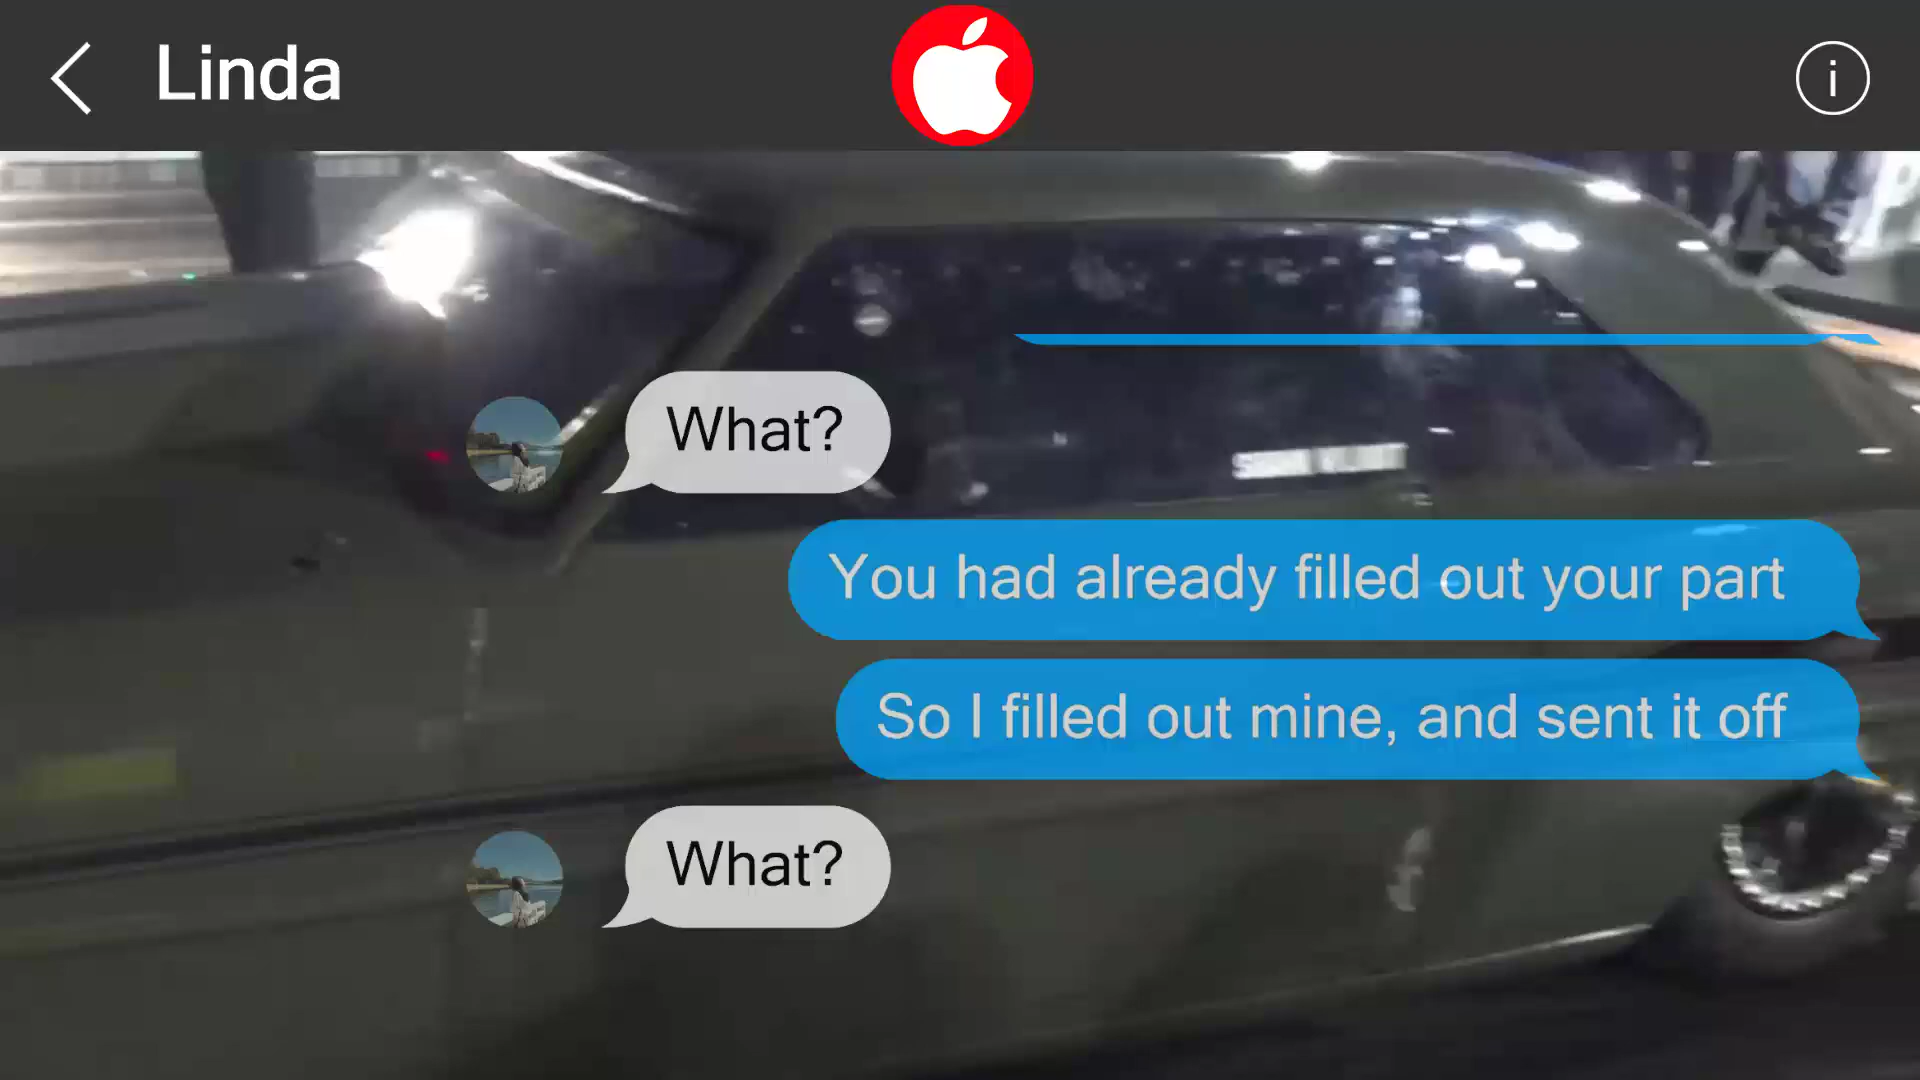 Linda
What?
You had already filled out your part
So I filled out mine, and sent it off
What?